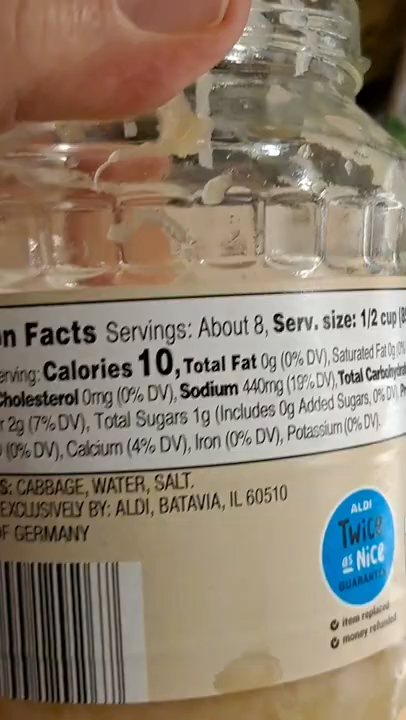 n Facts Servings: About 8, Serv. size: 1/2 cup
erving: Calories 10, Total Fat 0g (0% DV), Saturated Fat 0g
Cholesterol 0mg (0% DV), Sodium 440mg (19% DV), Total Carbohydra
r 2g (7% DV), Total Sugars 1g (Includes 0g Added Sugars, 0% DV),
(0% DV), Calcium (4% DV), Iron (0% DV), Potassium (0% DV).
S: CABBAGE, WATER, SALT.
EXCLUSIVELY BY: ALDI, BATAVIA, IL 60510
OF GERMANY
ALDI
Twice
as Nice
GUARANTEE
item replaced
money refunded